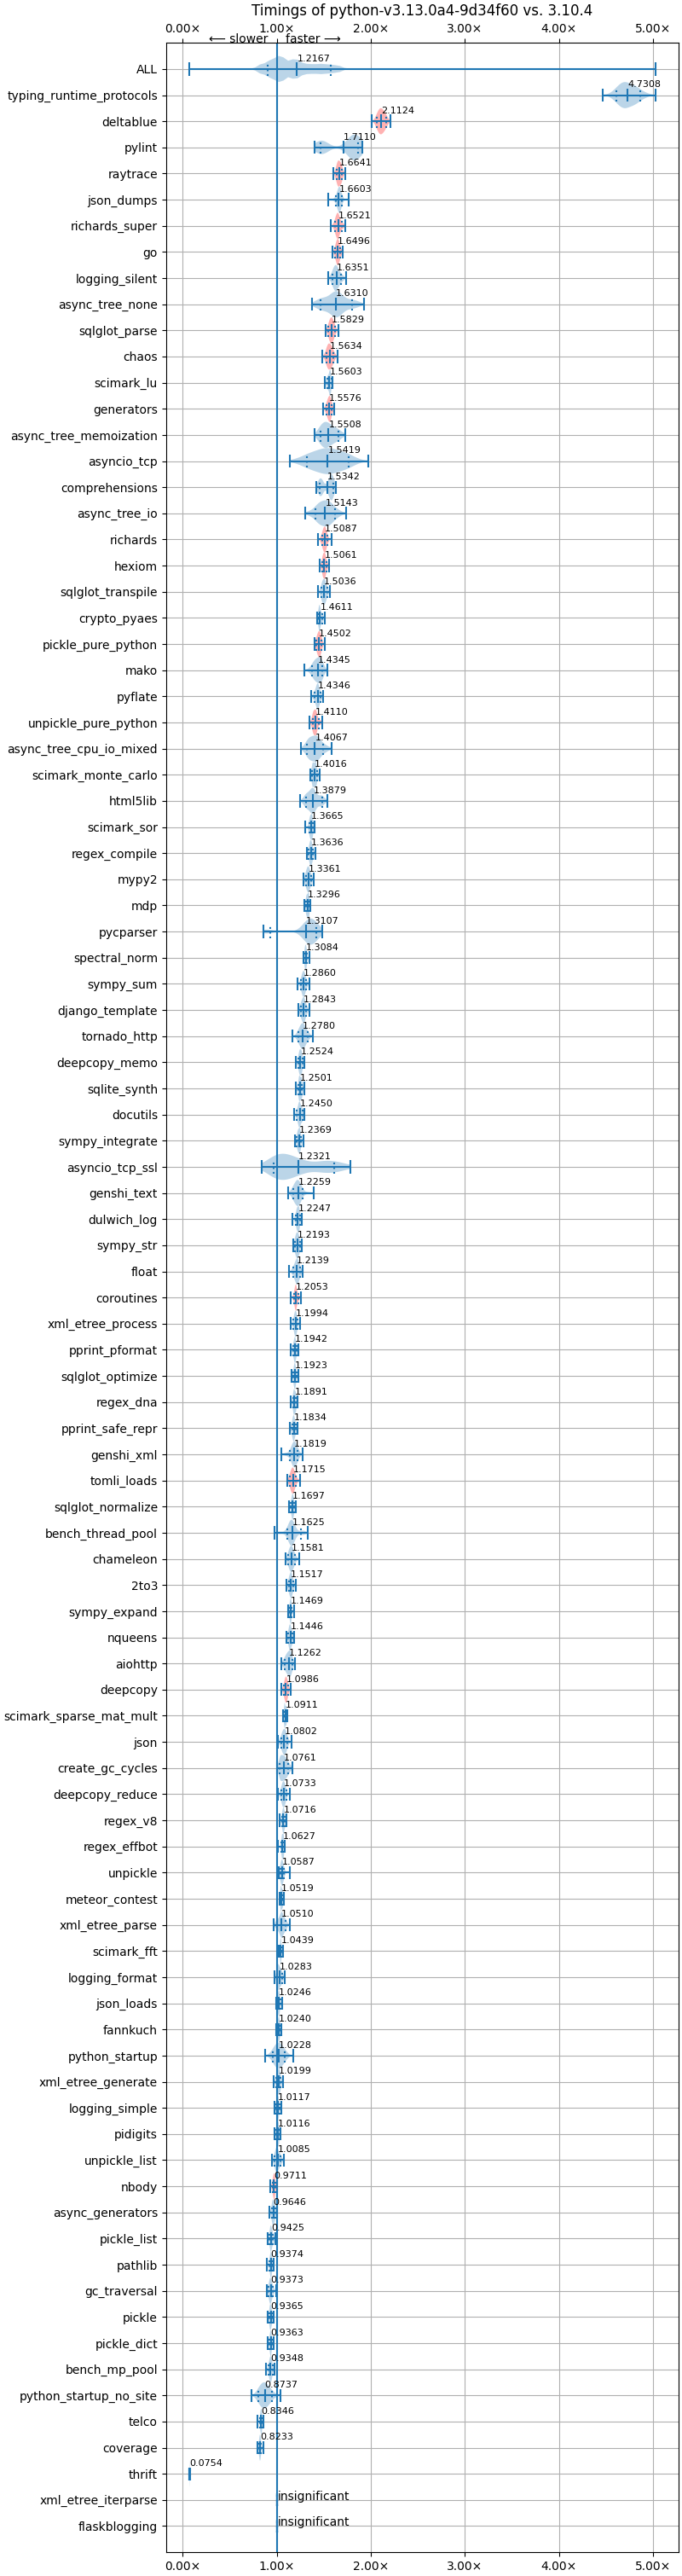 Timings of python-v3.13.0a4-9d34f60 vs. 3.10.4
0.00× 1.00× 2.00× 3.00× 4.00× 5.00×
← slower faster →
ALL 1.2167
typing_runtime_protocols 4.7308
deltablue 2.1124
pylint 1.7110
raytrace 1.6641
json_dumps 1.6603
richards_super 1.6521
go 1.6496
logging_silent 1.6351
async_tree_none 1.6310
sqlglot_parse 1.5829
chaos 1.5634
scimark_lu 1.5603
generators 1.5576
async_tree_memoization 1.5508
asyncio_tcp 1.5419
comprehensions 1.5342
async_tree_io 1.5143
richards 1.5087
hexiom 1.5061
sqlglot_transpile 1.5036
crypto_pyaes 1.4611
pickle_pure_python 1.4502
mako 1.4345
pyflate 1.4346
unpickle_pure_python 1.4110
async_tree_cpu_io_mixed 1.4067
scimark_monte_carlo 1.4016
html5lib 1.3879
scimark_sor 1.3665
regex_compile 1.3636
mypy2 1.3361
mdp 1.3296
pycparser 1.3107
spectral_norm 1.3084
sympy_sum 1.2860
django_template 1.2843
tornado_http 1.2780
deepcopy_memo 1.2524
sqlite_synth 1.2501
docutils 1.2450
sympy_integrate 1.2369
asyncio_tcp_ssl 1.2321
genshi_text 1.2259
dulwich_log 1.2247
sympy_str 1.2193
float 1.2139
coroutines 1.2053
xml_etree_process 1.1994
pprint_pformat 1.1942
sqlglot_optimize 1.1923
regex_dna 1.1891
pprint_safe_repr 1.1834
genshi_xml 1.1819
tomli_loads 1.1715
sqlglot_normalize 1.1697
bench_thread_pool 1.1625
chameleon 1.1581
2to3 1.1517
sympy_expand 1.1469
nqueens 1.1446
aiohttp 1.1262
deepcopy 1.0986
scimark_sparse_mat_mult 1.0911
json 1.0802
create_gc_cycles 1.0761
deepcopy_reduce 1.0733
regex_v8 1.0716
regex_effbot 1.0627
unpickle 1.0587
meteor_contest 1.0519
xml_etree_parse 1.0510
scimark_fft 1.0439
logging_format 1.0283
json_loads 1.0246
fannkuch 1.0240
python_startup 1.0228
xml_etree_generate 1.0199
logging_simple 1.0117
pidigits 1.0116
unpickle_list 1.0085
nbody 0.9711
async_generators 0.9646
pickle_list 0.9425
pathlib 0.9374
gc_traversal 0.9373
pickle 0.9365
pickle_dict 0.9363
bench_mp_pool 0.9348
python_startup_no_site 0.8737
telco 0.8346
coverage 0.8233
thrift 0.0754
xml_etree_iterparse insignificant
flaskblogging insignificant
0.00× 1.00× 2.00× 3.00× 4.00× 5.00×